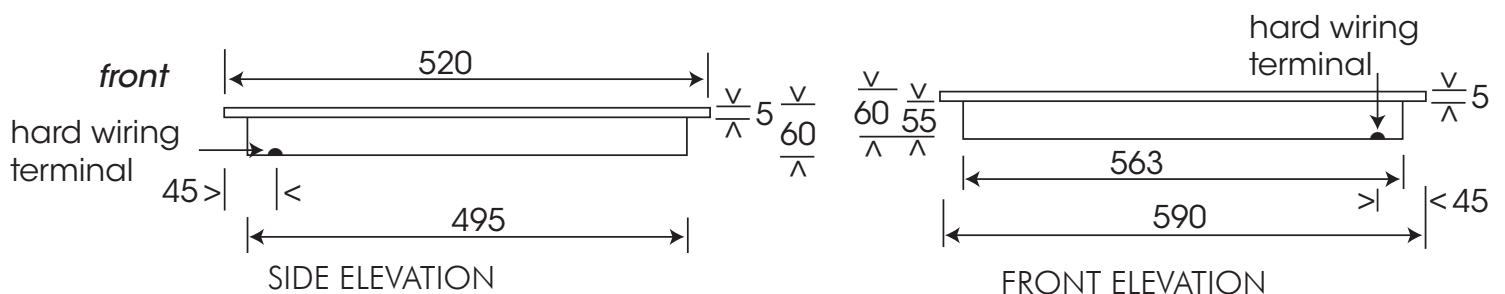 front
520
hard wiring
terminal
45 > <
5
60
495
SIDE ELEVATION
hard wiring
terminal
60
55
5
563
> < 45
590
FRONT ELEVATION